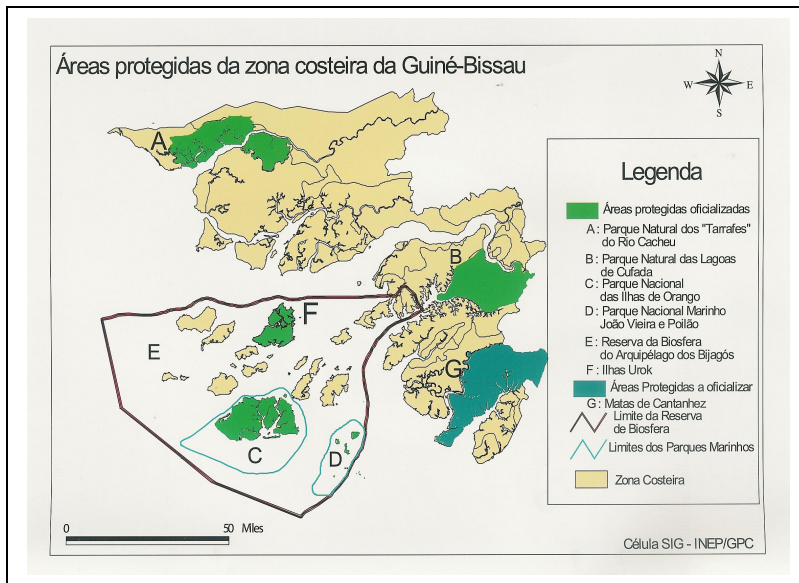 Áreas protegidas da zona costeira da Guiné-Bissau
N
W E
S
A
B
F
E
G
C
D
Legenda
Áreas protegidas oficializadas
A : Parque Natural dos "Tarrafes"
do Rio Cacheu
B : Parque Natural das Lagoas
de Cufada
C : Parque Nacional
das Ilhas de Orango
D : Parque Nacional Marinho
João Vieira e Poilão
E : Reserva da Biosfera
do Arquipélago dos Bijagós
F : Ilhas Urok
Áreas Protegidas a oficializar
G : Matas de Cantanhez
Limite da Reserva
de Biosfera
Limites dos Parques Marinhos
Zona Costeira
0 50 Miles
Célula SIG - INEP/GPC